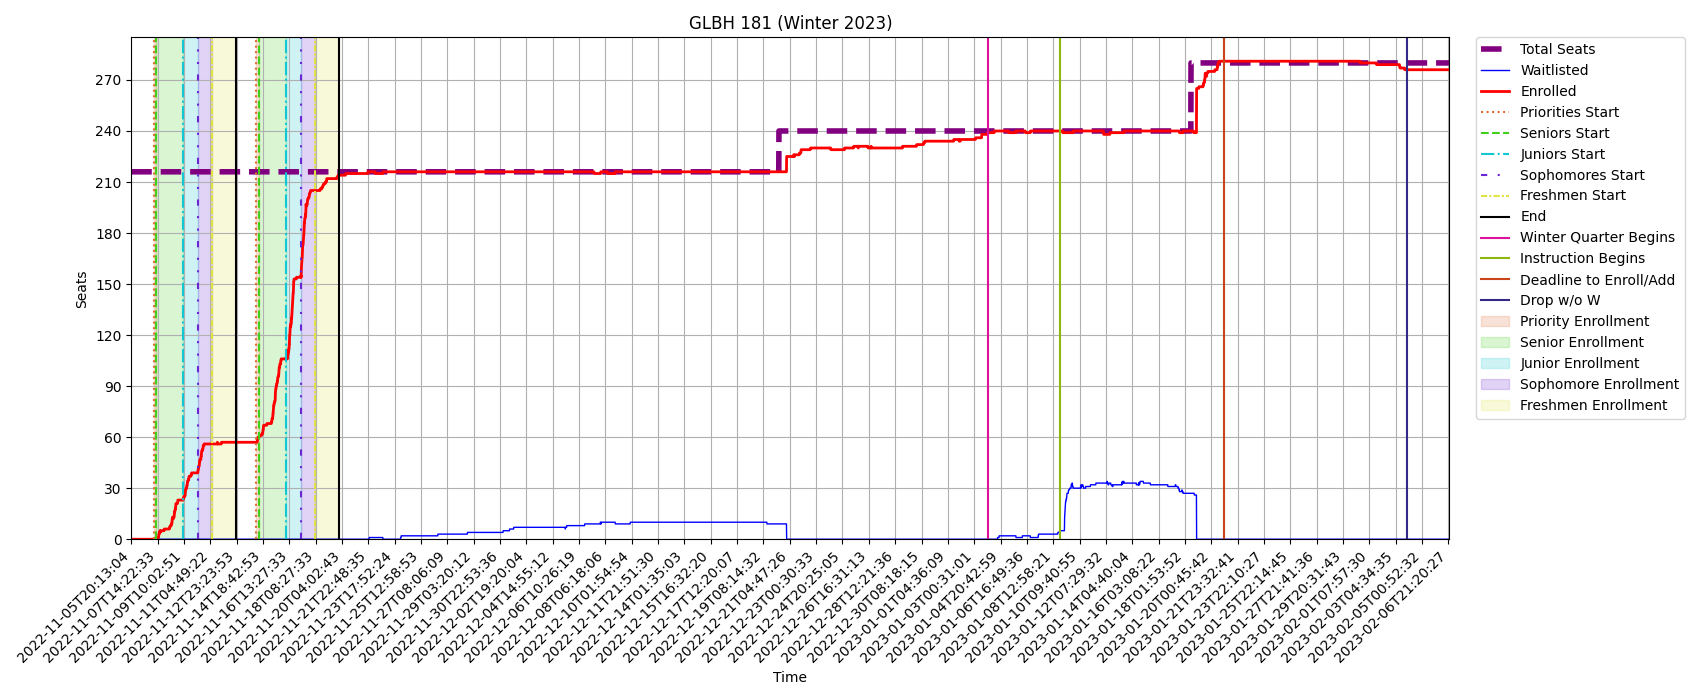 GLBH 181 (Winter 2023)
Seats
270
240
210
180
150
120
90
60
30
0
2022-11-05T20:13:04
2022-11-07T14:22:33
2022-11-09T10:02:51
2022-11-11T04:49:22
2022-11-12T23:23:53
2022-11-14T18:42:53
2022-11-16T13:27:33
2022-11-18T08:27:33
2022-11-20T04:02:43
2022-11-21T22:48:35
2022-11-23T17:52:24
2022-11-25T12:58:53
2022-11-27T08:06:09
2022-11-29T03:20:12
2022-11-30T22:53:36
2022-12-02T19:20:04
2022-12-04T14:55:12
2022-12-06T10:26:19
2022-12-08T06:18:06
2022-12-10T01:54:54
2022-12-11T21:51:30
2022-12-14T01:35:03
2022-12-15T16:32:20
2022-12-17T12:20:07
2022-12-19T08:14:32
2022-12-21T04:47:26
2022-12-23T00:30:33
2022-12-24T20:25:05
2022-12-26T16:31:13
2022-12-28T12:21:36
2022-12-30T08:18:15
2023-01-01T04:36:09
2023-01-03T00:31:01
2023-01-04T20:42:59
2023-01-06T16:49:36
2023-01-08T12:58:21
2023-01-10T09:40:55
2023-01-12T07:29:32
2023-01-14T04:40:04
2023-01-16T03:08:22
2023-01-18T01:53:52
2023-01-20T00:45:42
2023-01-21T23:32:41
2023-01-23T22:10:27
2023-01-25T22:14:45
2023-01-27T21:41:36
2023-01-29T20:31:43
2023-02-01T07:57:30
2023-02-03T04:34:35
2023-02-05T00:52:32
2023-02-06T21:20:27
Time
Total Seats
Waitlisted
Enrolled
Priorities Start
Seniors Start
Juniors Start
Sophomores Start
Freshmen Start
End
Winter Quarter Begins
Instruction Begins
Deadline to Enroll/Add
Drop w/o W
Priority Enrollment
Senior Enrollment
Junior Enrollment
Sophomore Enrollment
Freshmen Enrollment